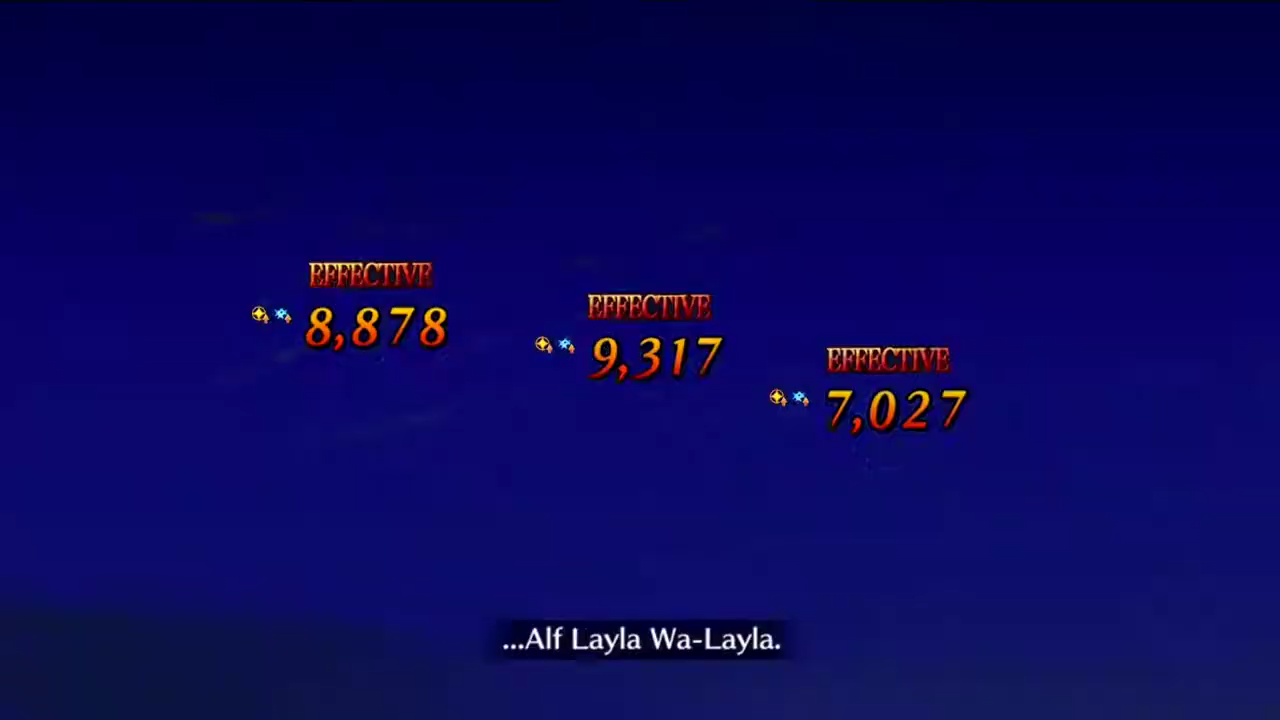 EFFECTIVE
8,878
EFFECTIVE
9,317
EFFECTIVE
7,027
...Alf Layla Wa-Layla.